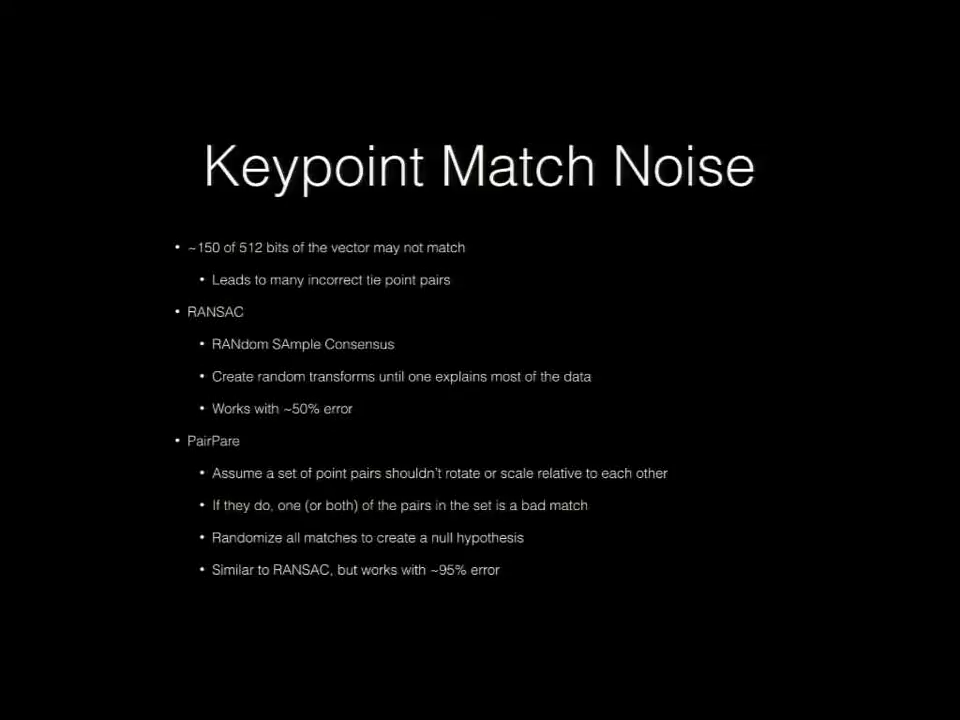 Keypoint Match Noise
• ~150 of 512 bits of the vector may not match
• Leads to many incorrect tie point pairs
• RANSAC
• RANdom SAmple Consensus
• Create random transforms until one explains most of the data
• Works with ~50% error
• PairPare
• Assume a set of point pairs shouldn't rotate or scale relative to each other
• If they do, one (or both) of the pairs in the set is a bad match
• Randomize all matches to create a null hypothesis
• Similar to RANSAC, but works with ~95% error